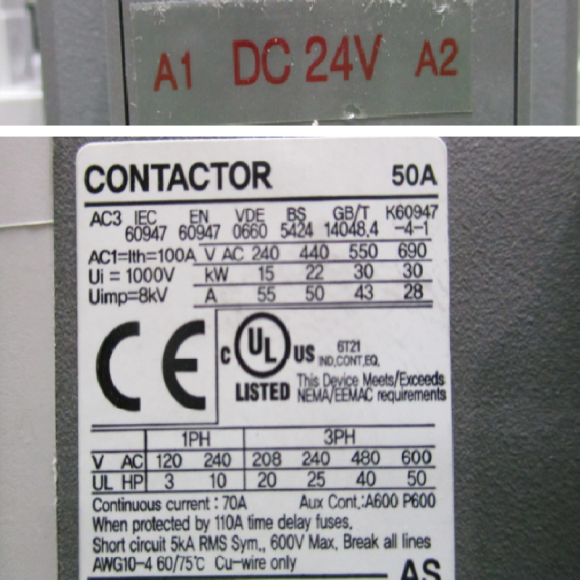 A1 DC 24V A2
CONTACTOR 50A
AC3 IEC 60947 EN 60947 VDE 0660 BS 5424 GB/T 14048.4 K60947 -4-1
AC1=Ith=100A V AC 240 440 550 690
Ui = 1000V kW 15 22 30 30
Uimp=8kV A 55 50 43 28
CE
C UL US 6T21
IND.CONT.EQ.
LISTED This Device Meets/Exceeds
NEMA/EEMAC requirements
1PH 3PH
V AC 120 240 208 240 480 600
UL HP 3 10 20 25 40 50
Continuous current : 70A Aux Cont.:A600 P600
When protected by 110A time delay fuses.
Short circuit 5kA RMS Sym., 600V Max. Break all lines
AWG10-4 60/75℃ Cu-wire only